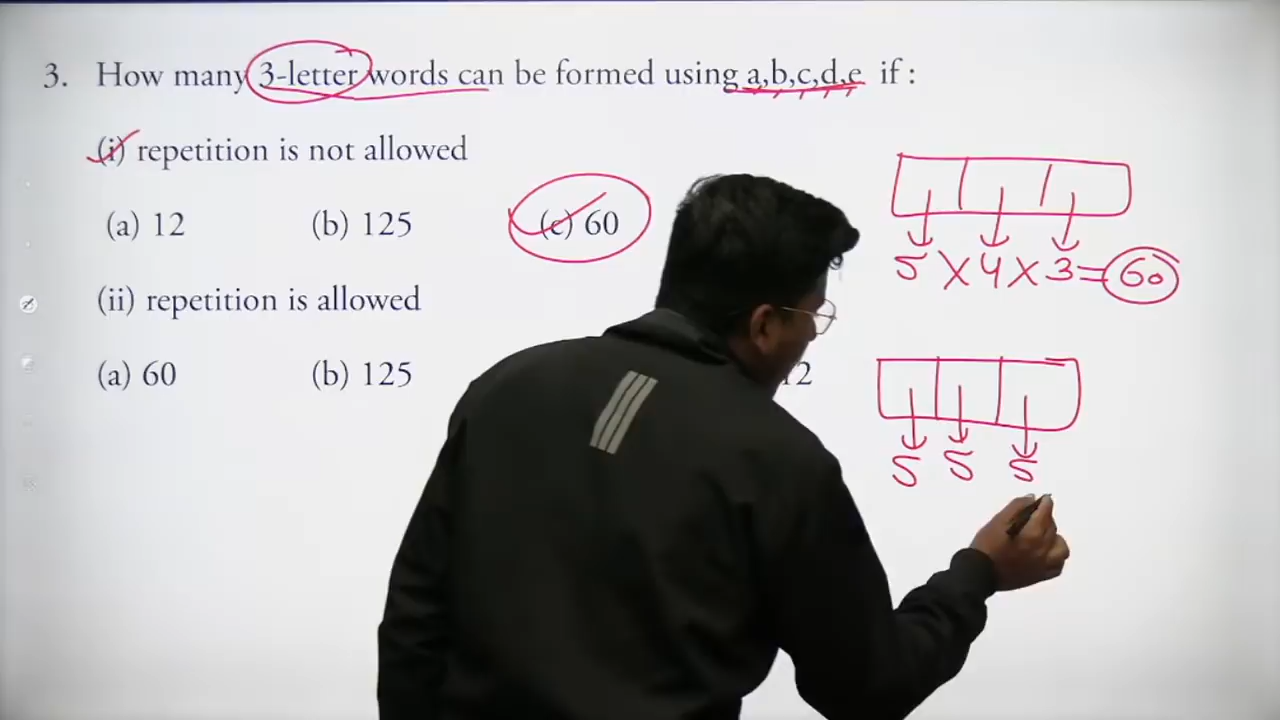 3. How many 3-letter words can be formed using a,b,c,d,e if :
(i) repetition is not allowed
(a) 12 (b) 125 (c) 60
(ii) repetition is allowed
(a) 60 (b) 125 12
5 X 4 X 3 = 60
5 5 5